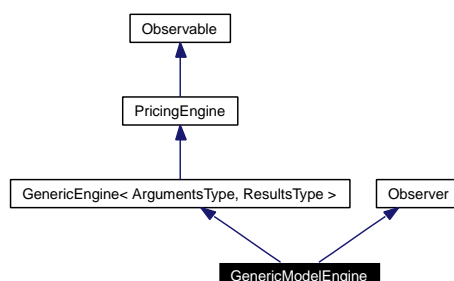 Observable
PricingEngine
GenericEngine< ArgumentsType, ResultsType >
Observer
GenericModelEngine